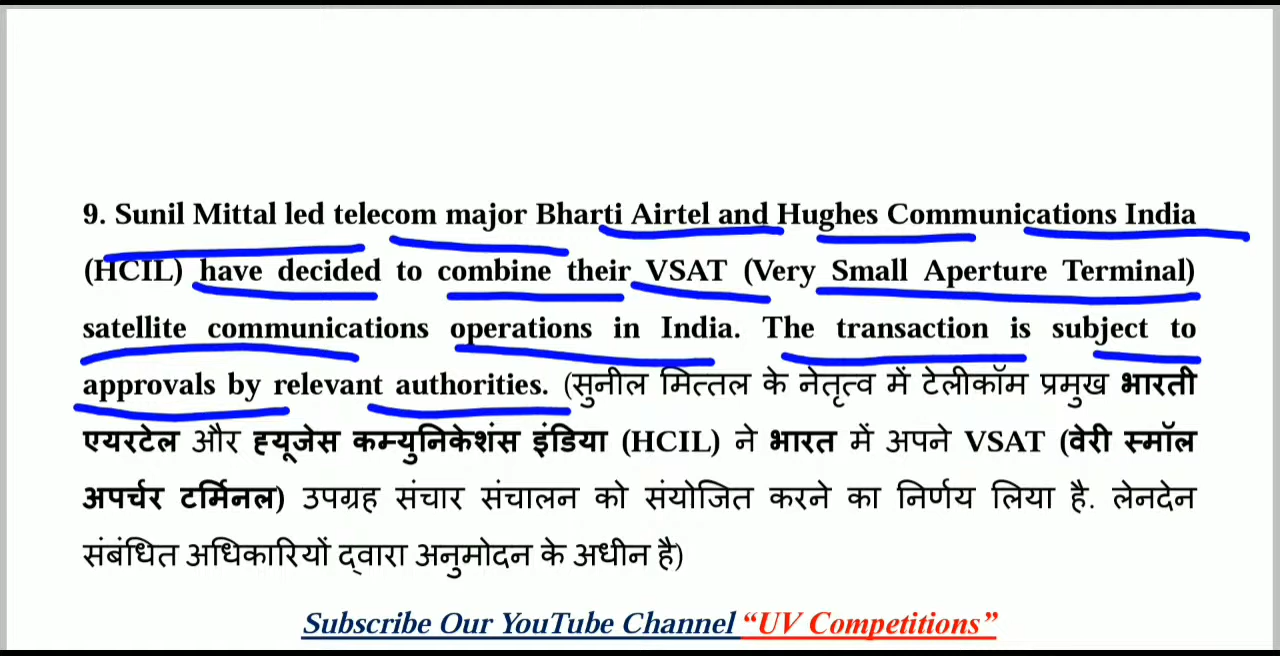 9. Sunil Mittal led telecom major Bharti Airtel and Hughes Communications India
(HCIL) have decided to combine their VSAT (Very Small Aperture Terminal)
satellite communications operations in India. The transaction is subject to
approvals by relevant authorities. (सुनील मित्तल के नेतृत्व में टेलीकॉम प्रमुख भारती
एयरटेल और ह्यूजेस कम्युनिकेशंस इंडिया (HCIL) ने भारत में अपने VSAT (वेरी स्मॉल
अपर्चर टर्मिनल) उपग्रह संचार संचालन को संयोजित करने का निर्णय लिया है. लेनदेन
संबंधित अधिकारियों द्वारा अनुमोदन के अधीन है)
Subscribe Our YouTube Channel “UV Competitions”